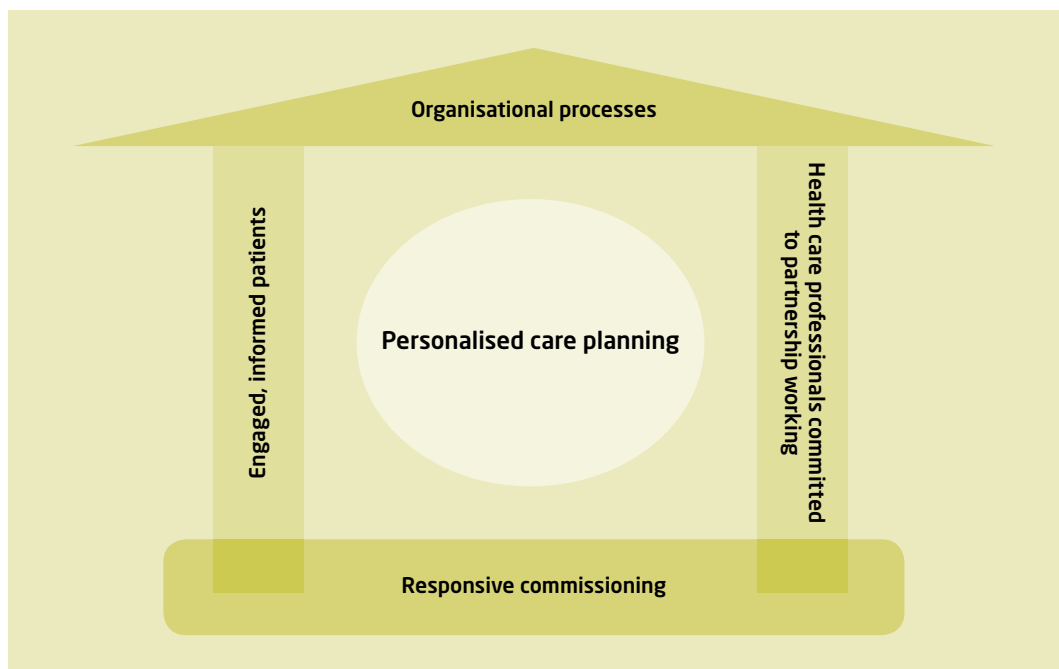 Organisational processes
Engaged, informed patients
Personalised care planning
Health care professionals committed
to partnership working
Responsive commissioning